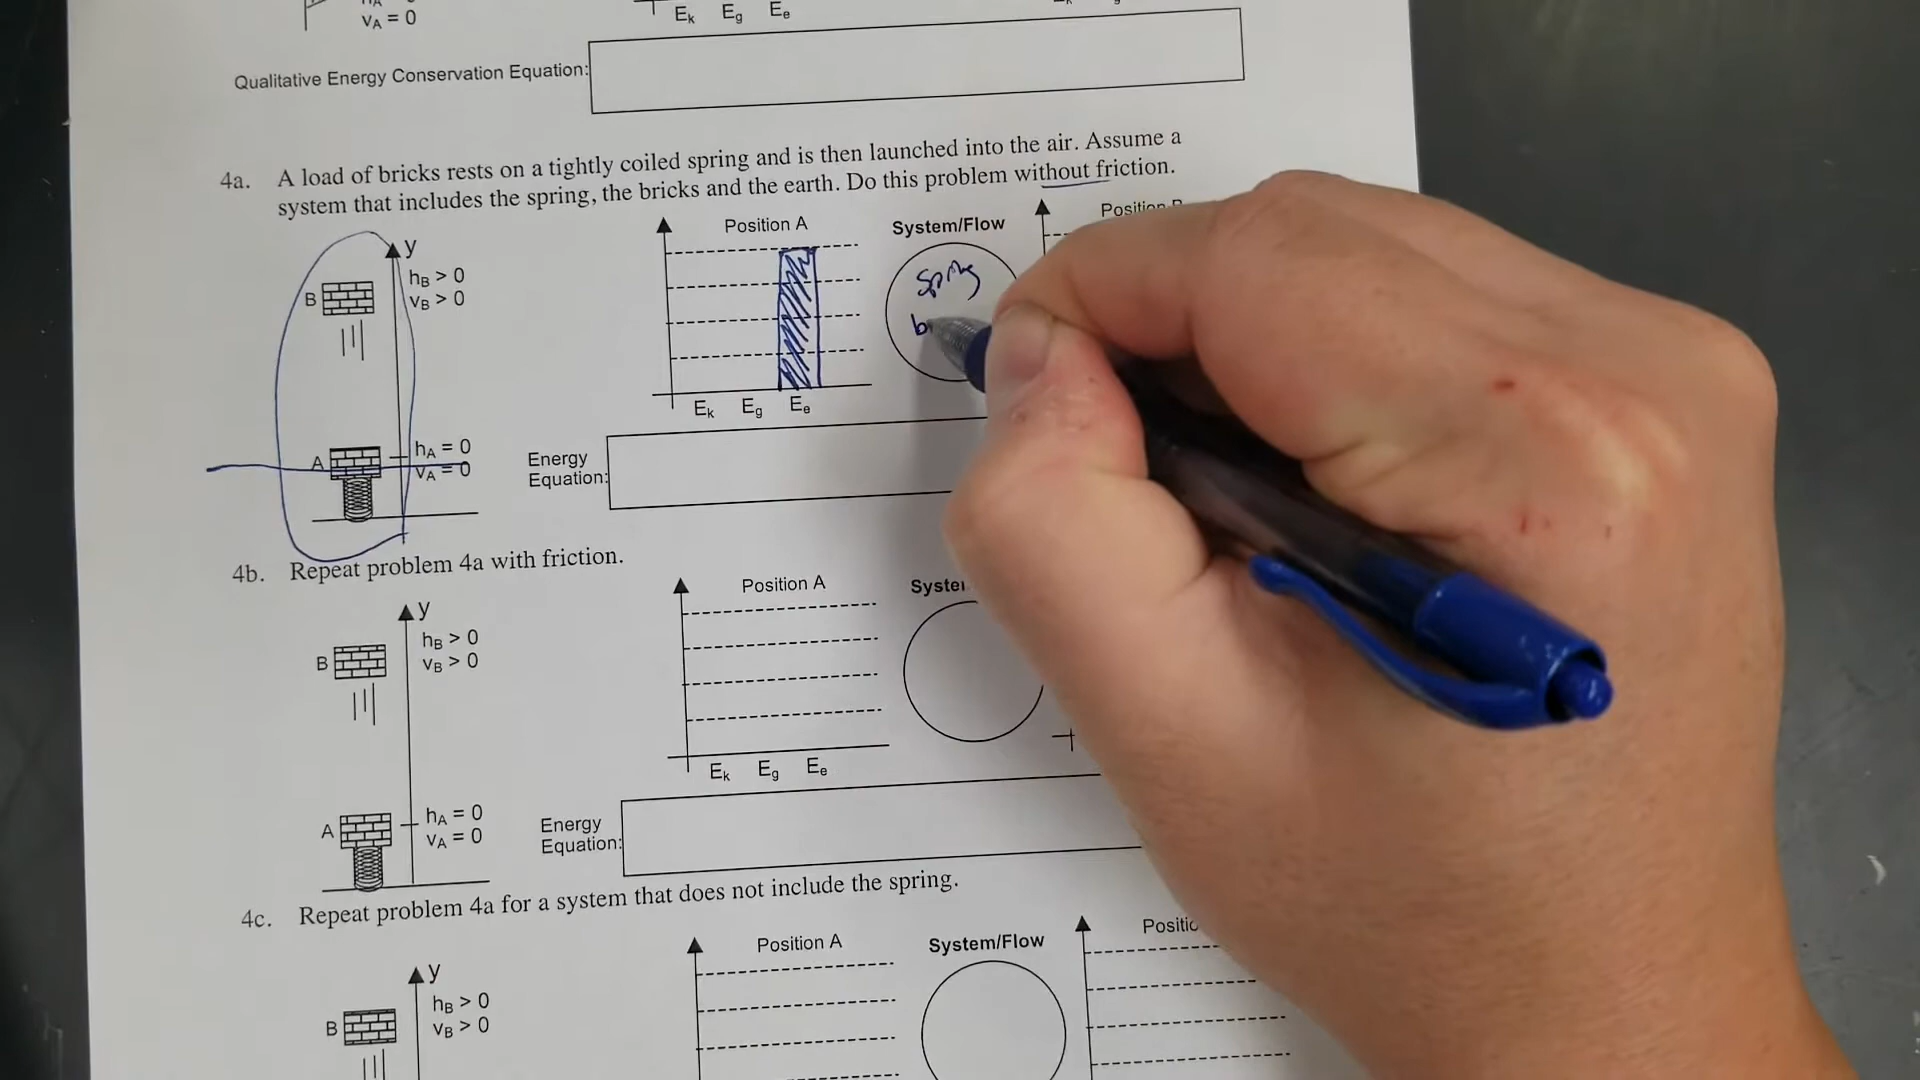 vA = 0
Ek Eg Ee
Qualitative Energy Conservation Equation:
4a. A load of bricks rests on a tightly coiled spring and is then launched into the air. Assume a
system that includes the spring, the bricks and the earth. Do this problem without friction.
y
hB > 0
vB > 0
B
A
hA = 0
vA = 0
Position A
Ek Eg Ee
System/Flow
Spring
Position
Energy
Equation:
4b. Repeat problem 4a with friction.
y
hB > 0
vB > 0
B
A
hA = 0
vA = 0
Position A
Ek Eg Ee
Energy
Equation:
4c. Repeat problem 4a for a system that does not include the spring.
y
hB > 0
vB > 0
B
Position A
System/Flow